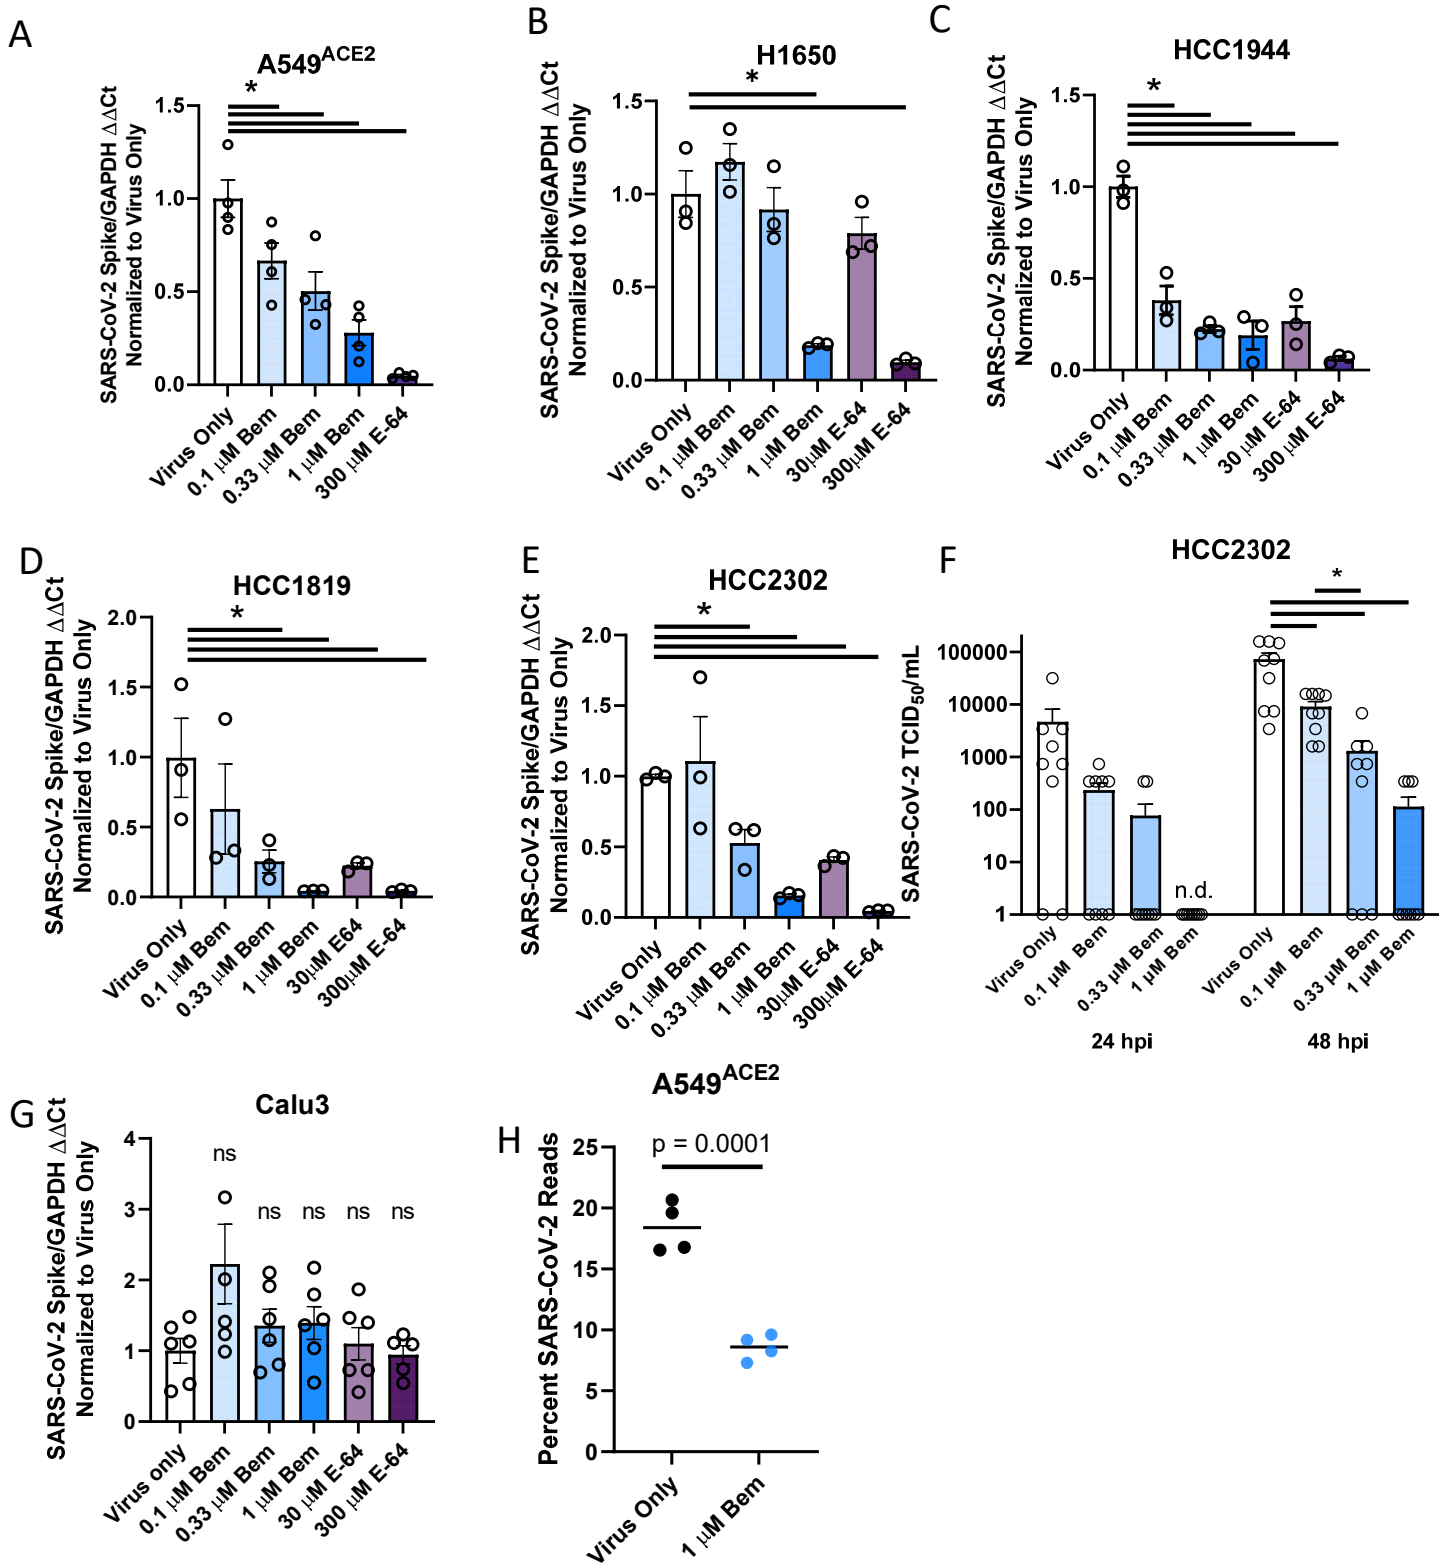 A
A549ACE2
*
SARS-CoV-2 Spike/GAPDH ΔΔCt
Normalized to Virus Only
1.5
1.0
0.5
0.0
Virus Only
0.1 μM Bem
0.33 μM Bem
1 μM Bem
300 μM E-64
B
H1650
*
SARS-CoV-2 Spike/GAPDH ΔΔCt
Normalized to Virus Only
1.5
1.0
0.5
0.0
Virus Only
0.1 μM Bem
0.33 μM Bem
1 μM Bem
30μM E-64
300μM E-64
C
HCC1944
*
SARS-CoV-2 Spike/GAPDH ΔΔCt
Normalized to Virus Only
1.5
1.0
0.5
0.0
Virus Only
0.1 μM Bem
0.33 μM Bem
1 μM Bem
30 μM E-64
300 μM E-64
D
HCC1819
*
SARS-CoV-2 Spike/GAPDH ΔΔCt
Normalized to Virus Only
2.0
1.5
1.0
0.5
0.0
Virus Only
0.1 μM Bem
0.33 μM Bem
1 μM Bem
30μM E64
300μM E-64
E
HCC2302
*
SARS-CoV-2 Spike/GAPDH ΔΔCt
Normalized to Virus Only
2.0
1.5
1.0
0.5
0.0
Virus Only
0.1 μM Bem
0.33 μM Bem
1 μM Bem
30μM E-64
300μM E-64
F
HCC2302
*
SARS-CoV-2 TCID50/mL
100000
10000
1000
100
10
1
n.d.
Virus Only
0.1 μM Bem
0.33 μM Bem
1 μM Bem
Virus Only
0.1 μM Bem
0.33 μM Bem
1 μM Bem
24 hpi
48 hpi
G
Calu3
SARS-CoV-2 Spike/GAPDH ΔΔCt
Normalized to Virus Only
4
3
2
1
0
ns
ns
ns
ns
ns
Virus only
0.1 μM Bem
0.33 μM Bem
1 μM Bem
30 μM E-64
300 μM E-64
H
A549ACE2
p = 0.0001
Percent SARS-CoV-2 Reads
25
20
15
10
5
0
Virus Only
1 μM Bem